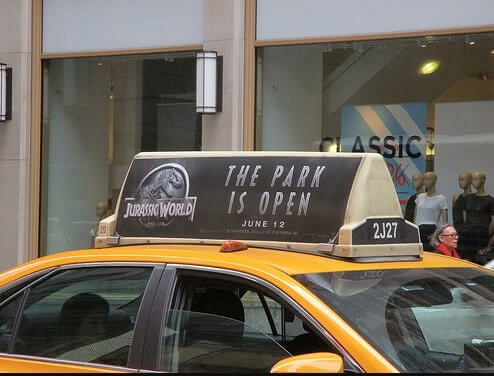 CLASSIC
JURASSIC WORLD
THE PARK
IS OPEN
JUNE 12
2J27